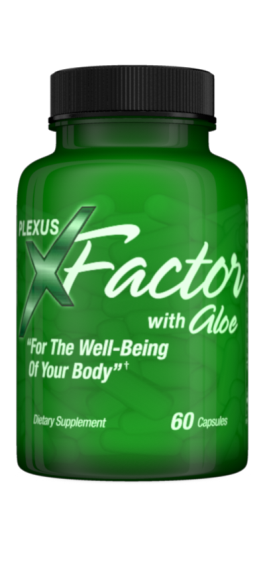 PLEXUS
XFactor
with Aloe
"For The Well-Being
Of Your Body"†
Dietary Supplement
60 Capsules